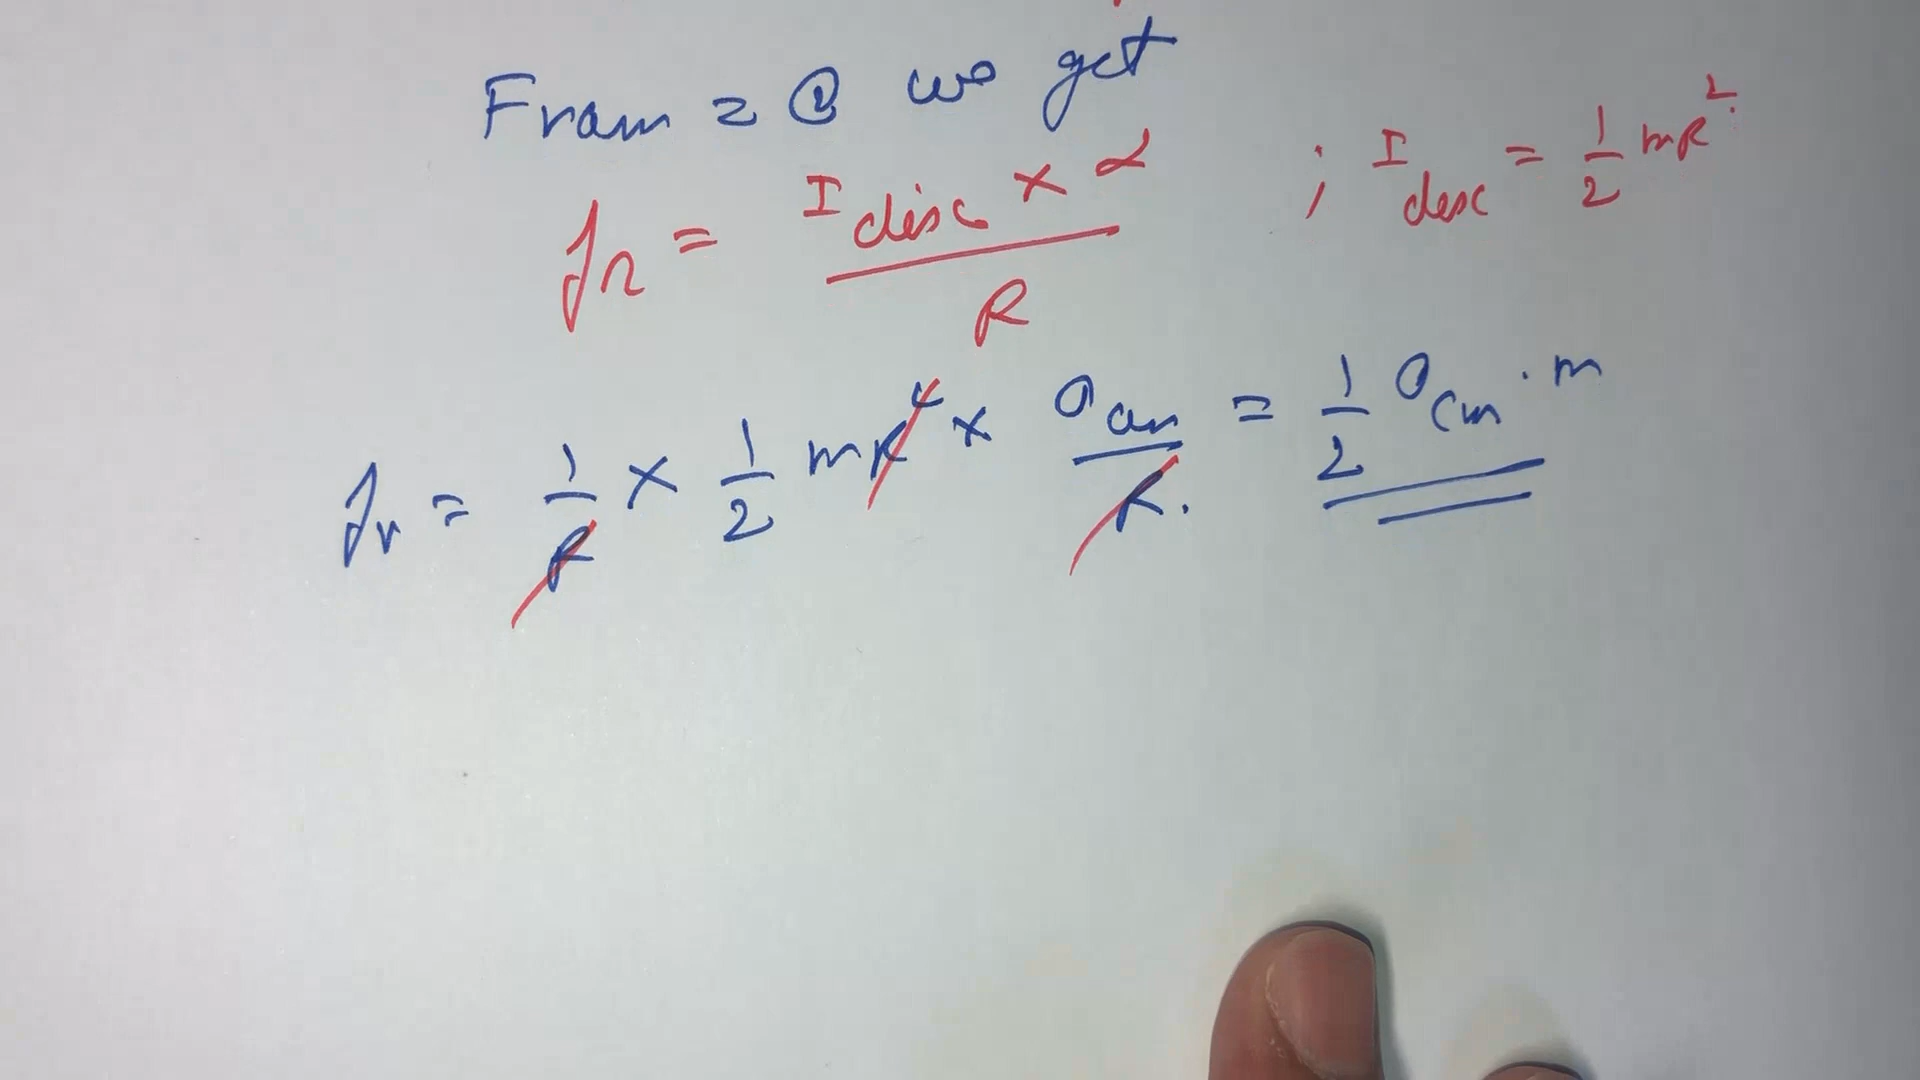 From = ② we get
fr = I disc × α / R ; I disc = 1/2 mR²
fr = 1/R × 1/2 mR² × a cm / R. = 1/2 a cm · m